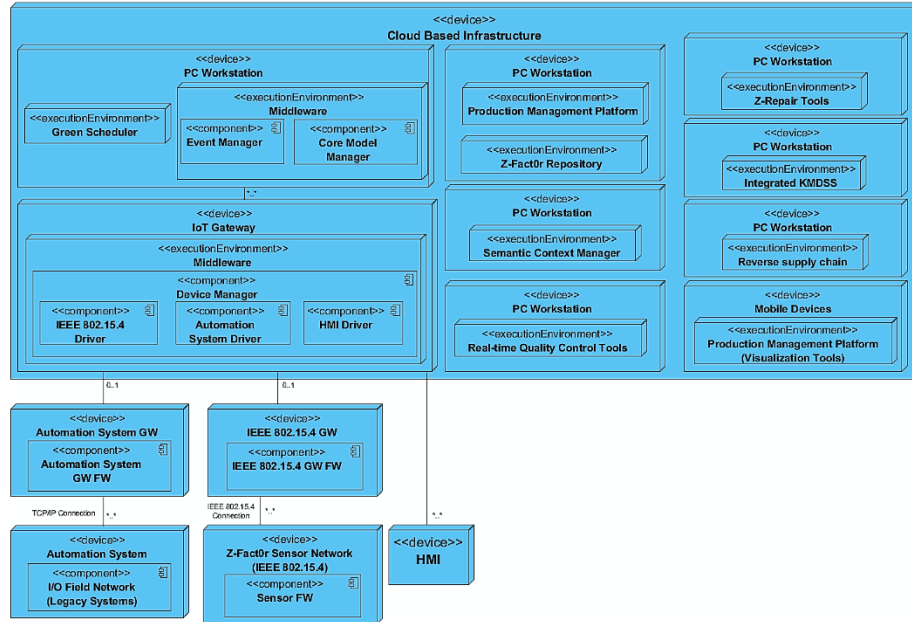 <<device>>
Cloud Based Infrastructure
<<device>>
PC Workstation
<<executionEnvironment>>
Green Scheduler
<<executionEnvironment>>
Middleware
<<component>>
Event Manager
<<component>>
Core Model
Manager
*..*
<<device>>
IoT Gateway
<<executionEnvironment>>
Middleware
<<component>>
Device Manager
<<component>>
IEEE 802.15.4
Driver
<<component>>
Automation
System Driver
<<component>>
HMI Driver
<<device>>
PC Workstation
<<executionEnvironment>>
Production Management Platform
<<executionEnvironment>>
Z-Fact0r Repository
<<device>>
PC Workstation
<<executionEnvironment>>
Semantic Context Manager
<<device>>
PC Workstation
<<executionEnvironment>>
Real-time Quality Control Tools
<<device>>
PC Workstation
<<executionEnvironment>>
Z-Repair Tools
<<device>>
PC Workstation
<<executionEnvironment>>
Integrated KMDSS
<<device>>
PC Workstation
<<executionEnvironment>>
Reverse supply chain
<<device>>
Mobile Devices
<<executionEnvironment>>
Production Management Platform
(Visualization Tools)
0..1
0..1
<<device>>
Automation System GW
<<component>>
Automation System
GW FW
<<device>>
IEEE 802.15.4 GW
<<component>>
IEEE 802.15.4 GW FW
TCP/IP Connection
*..*
IEEE 802.15.4
Connection
*..*
*..*
<<device>>
Automation System
<<component>>
I/O Field Network
(Legacy Systems)
<<device>>
Z-Fact0r Sensor Network
(IEEE 802.15.4)
<<component>>
Sensor FW
<<device>>
HMI